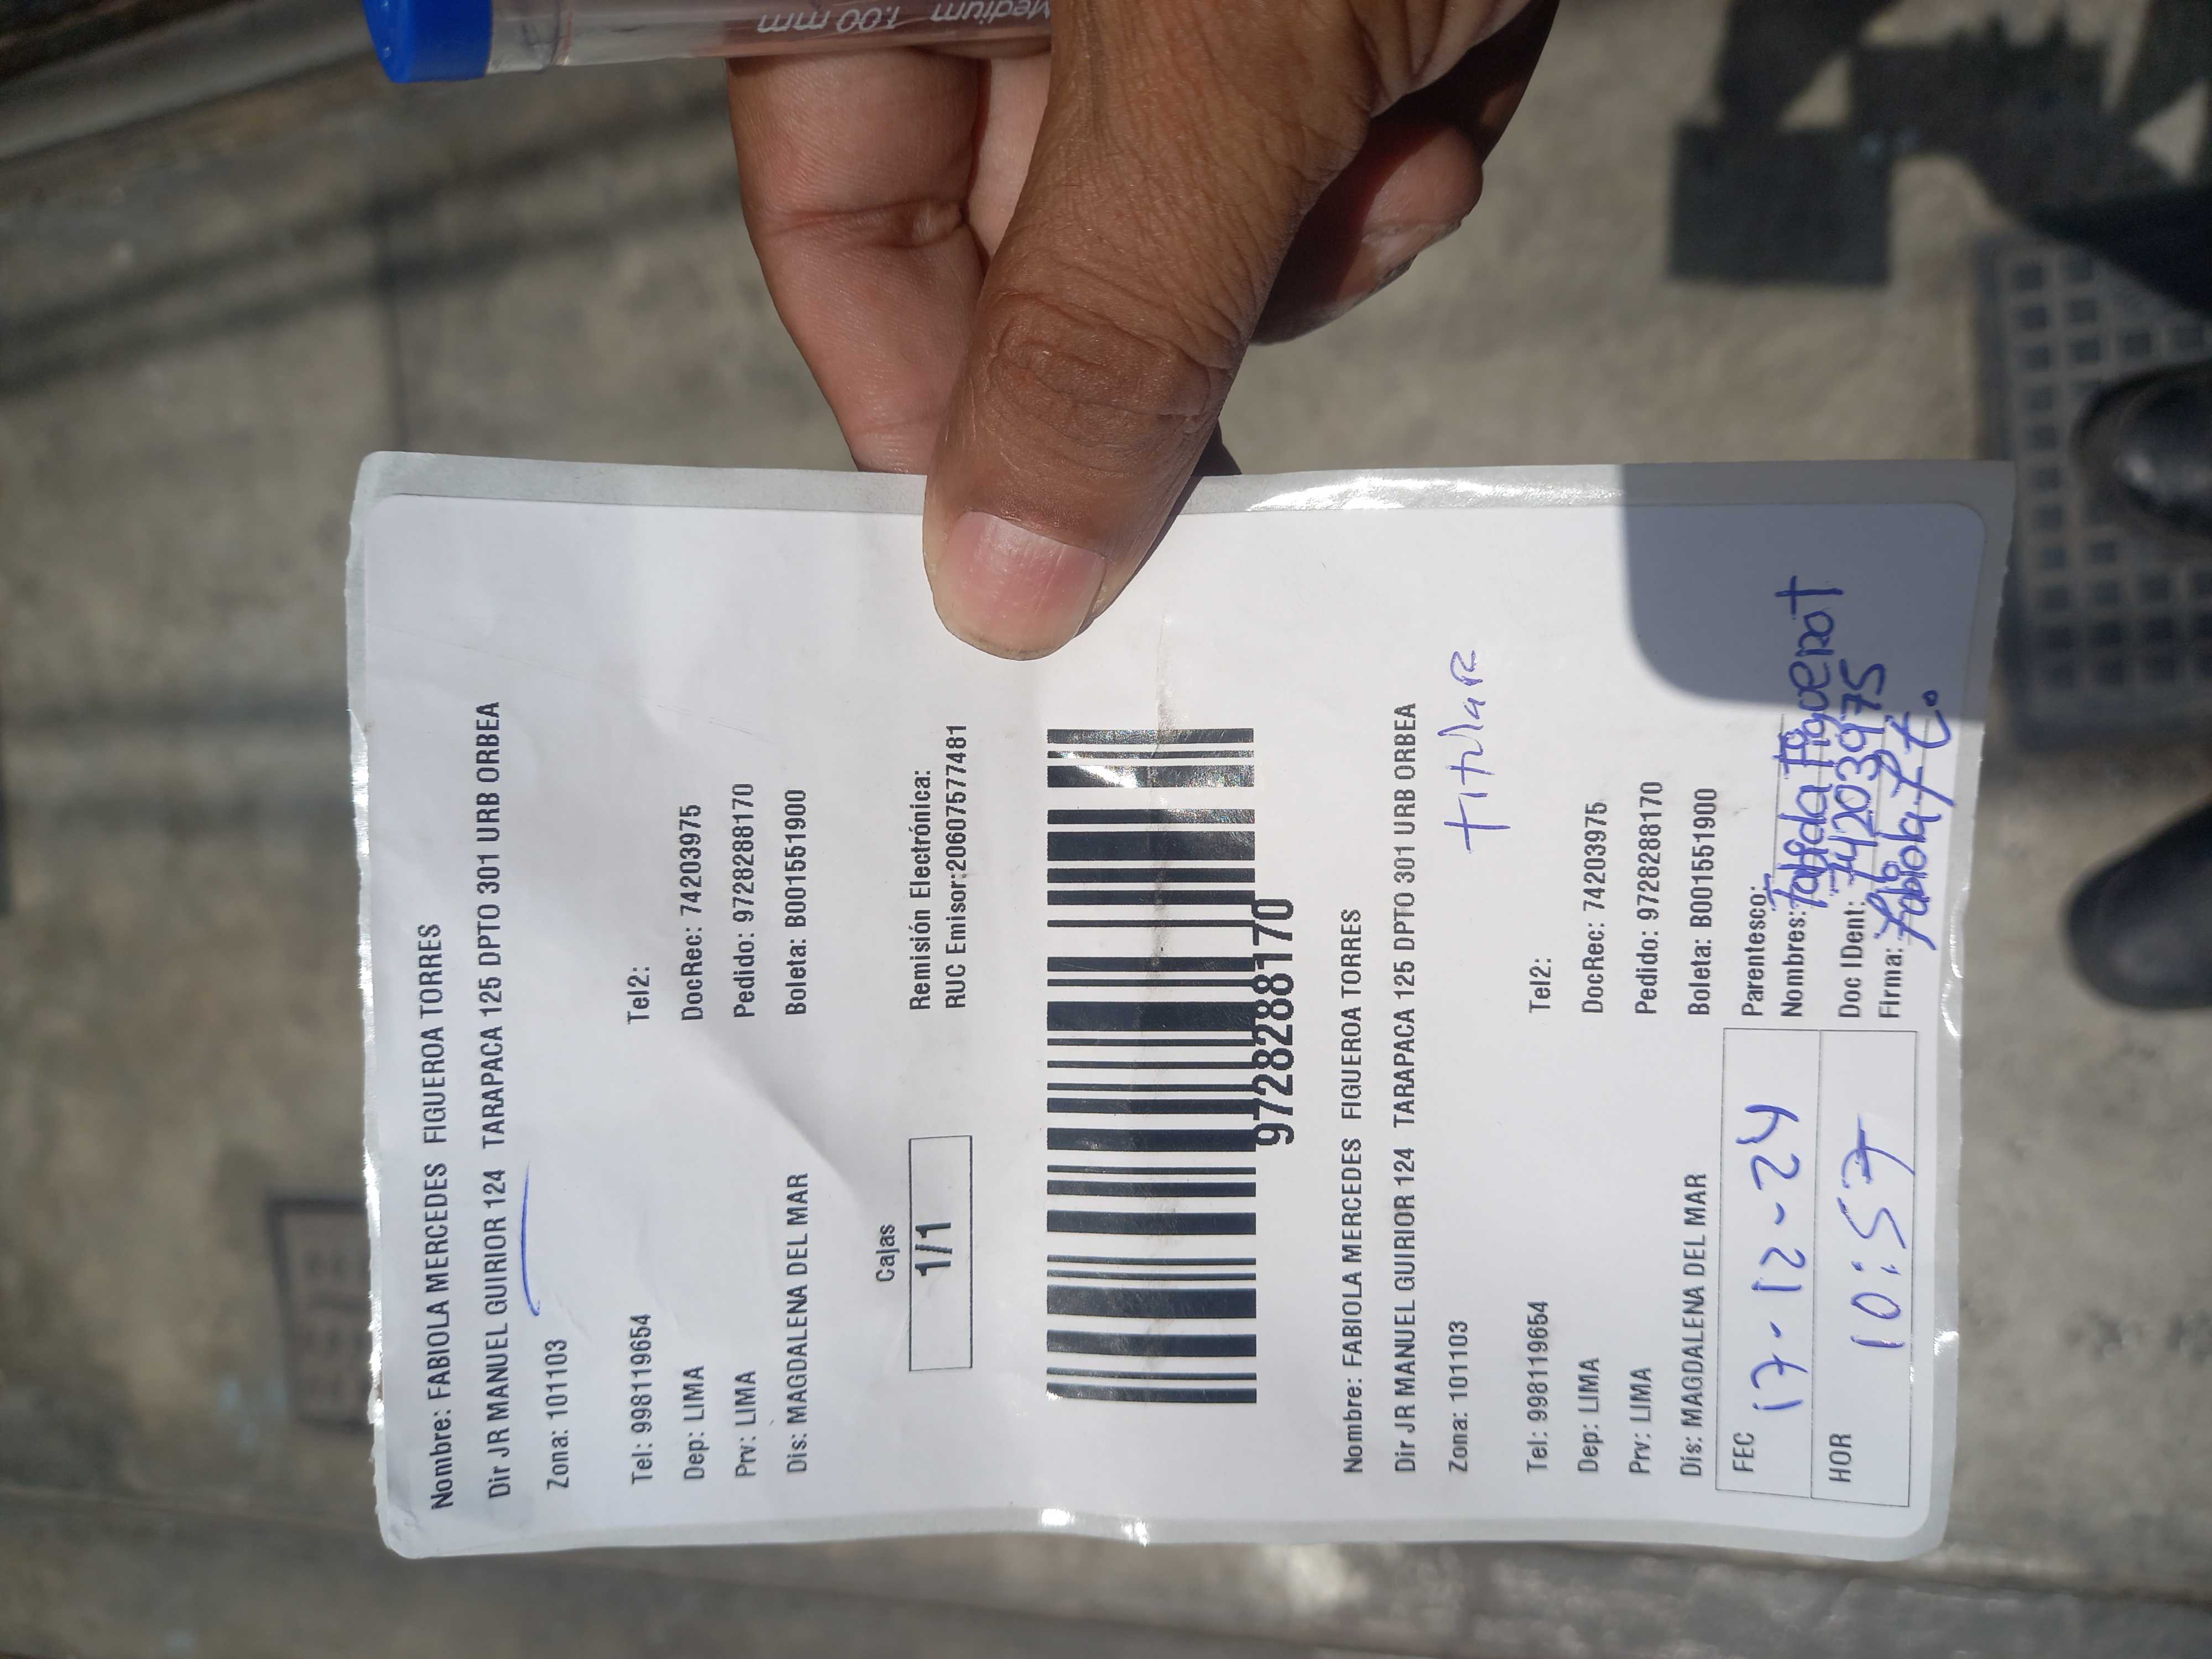 Medium 1.00 mm
Nombre: FABIOLA MERCEDES FIGUEROA TORRES
Dir JR MANUEL GUIRIOR 124 TARAPACA 125 DPTO 301 URB ORBEA
Zona: 101103
Tel: 998119654 Tel2:
Dep: LIMA DocRec: 74203975
Prv: LIMA Pedido: 9728288170
Dis: MAGDALENA DEL MAR Boleta: B001551900
Cajas
1/1
Remisión Electrónica:
RUC Emisor:20607577481
9728288170
Nombre: FABIOLA MERCEDES FIGUEROA TORRES
Dir JR MANUEL GUIRIOR 124 TARAPACA 125 DPTO 301 URB ORBEA
Zona: 101103 titular
Tel: 998119654 Tel2:
Dep: LIMA DocRec: 74203975
Prv: LIMA Pedido: 9728288170
Dis: MAGDALENA DEL MAR Boleta: B001551900
FEC 17-12-24
HOR 10:57
Parentesco:
Nombres: Fabiola Figueroa T
Doc IDent: 74203975
Firma: Fabiola F t.